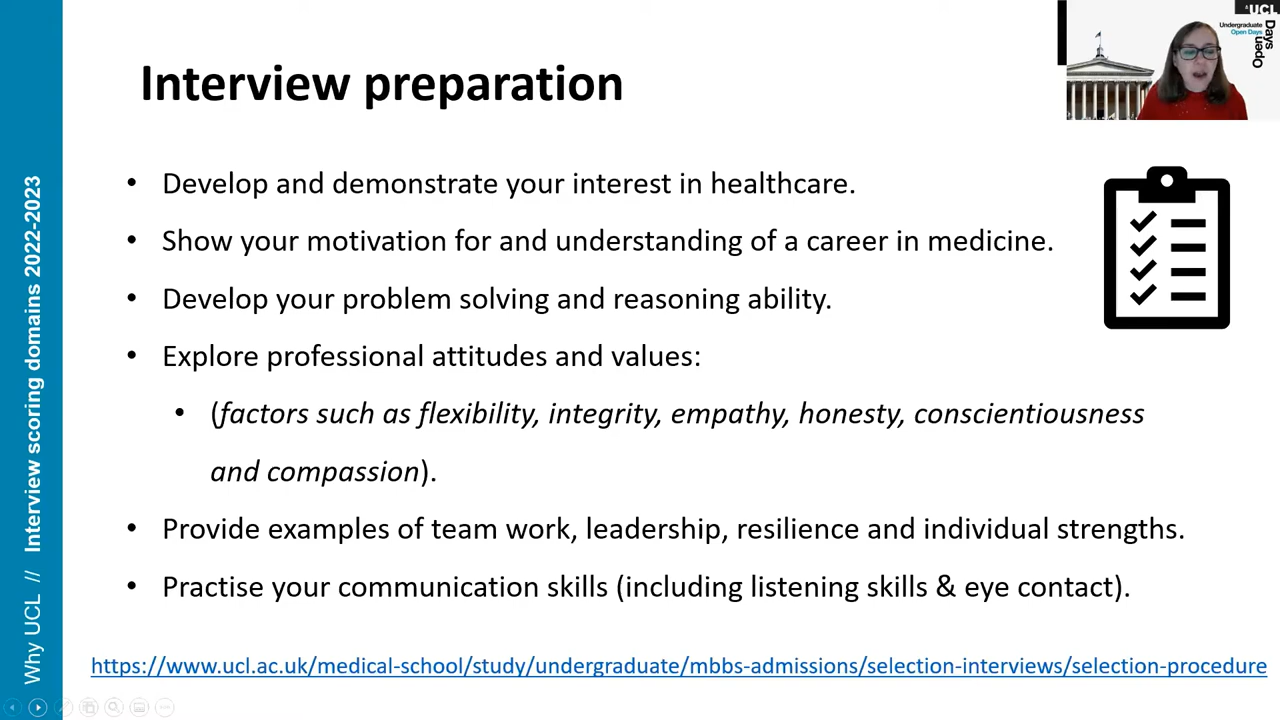 Interview preparation
UCL
Undergraduate
Open Days
Open Days
• Develop and demonstrate your interest in healthcare.
• Show your motivation for and understanding of a career in medicine.
• Develop your problem solving and reasoning ability.
• Explore professional attitudes and values:
• (factors such as flexibility, integrity, empathy, honesty, conscientiousness
and compassion).
• Provide examples of team work, leadership, resilience and individual strengths.
• Practise your communication skills (including listening skills & eye contact).
https://www.ucl.ac.uk/medical-school/study/undergraduate/mbbs-admissions/selection-interviews/selection-procedure
Why UCL // Interview scoring domains 2022-2023